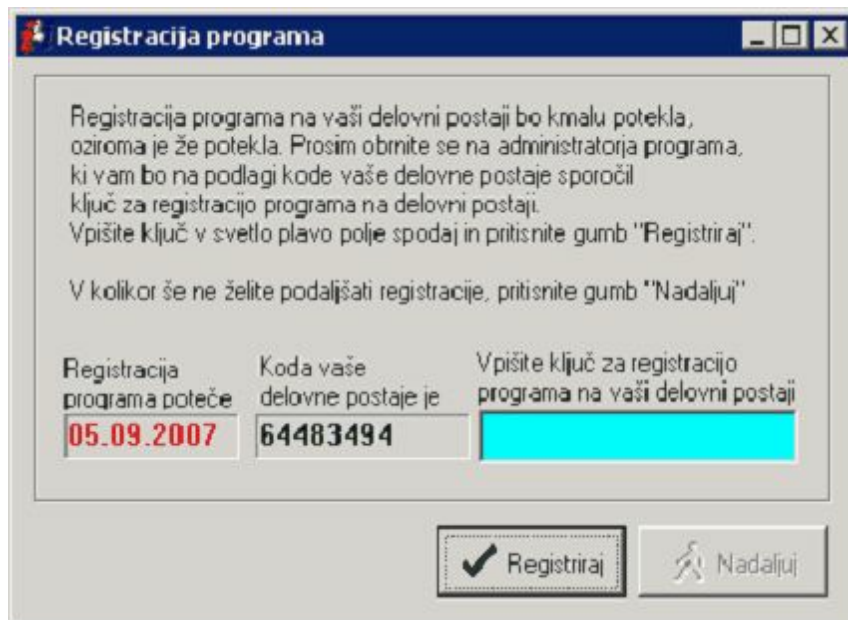 Registracija programa
Registracija programa na vaši delovni postaji bo kmalu potekla,
oziroma je že potekla. Prosim obrnite se na administratorja programa,
ki vam bo na podlagi kode vaše delovne postaje sporočil
ključ za registracijo programa na delovni postaji.
Vpišite ključ v svetlo plavo polje spodaj in pritisnite gumb "Registriraj".
V kolikor še ne želite podaljšati registracije, pritisnite gumb "Nadaljuj"
Registracija
programa poteče
05.09.2007
Koda vaše
delovne postaje je
64483494
Vpišite ključ za registracijo
programa na vaši delovni postaji
Registriraj
Nadaljuj